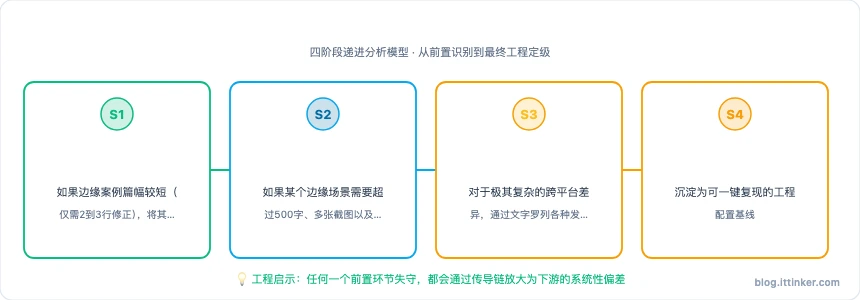 四阶段递进分析模型 · 从前置识别到最终工程定级
S1
如果边缘案例篇幅较短（
仅需2到3行修正），将其...
S2
如果某个边缘场景需要超
过500字、多张截图以及...
S3
对于极其复杂的跨平台差
异，通过文字罗列各种发...
S4
沉淀为可一键复现的工程
配置基线
💡 工程启示：任何一个前置环节失守，都会通过传导链放大为下游的系统性偏差
blog.ittinker.com